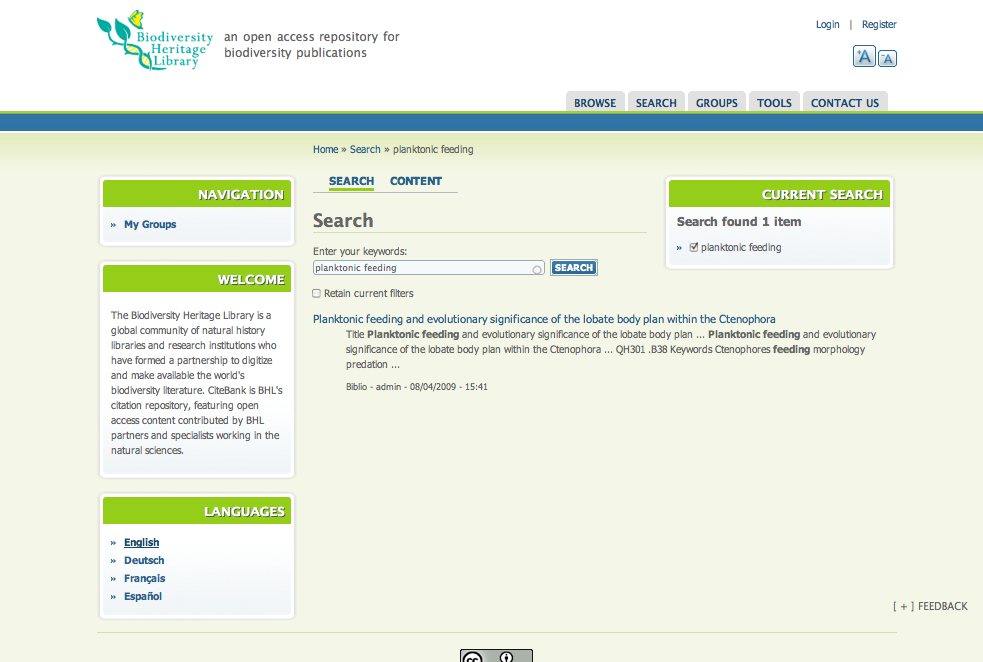 Biodiversity
Heritage
Library
an open access repository for
biodiversity publications
Login | Register
+A -A
BROWSE SEARCH GROUPS TOOLS CONTACT US
Home » Search » planktonic feeding
NAVIGATION
» My Groups
WELCOME
The Biodiversity Heritage Library is a
global community of natural history
libraries and research institutions who
have formed a partnership to digitize
and make available the world's
biodiversity literature. CiteBank is BHL's
citation repository, featuring open
access content contributed by BHL
partners and specialists working in the
natural sciences.
LANGUAGES
» English
» Deutsch
» Français
» Español
SEARCH CONTENT
Search
Enter your keywords:
planktonic feeding SEARCH
Retain current filters
Planktonic feeding and evolutionary significance of the lobate body plan within the Ctenophora
Title Planktonic feeding and evolutionary significance of the lobate body plan ... Planktonic feeding and evolutionary
significance of the lobate body plan within the Ctenophora ... QH301 .B38 Keywords Ctenophores feeding morphology
predation ...
Biblio - admin - 08/04/2009 - 15:41
CURRENT SEARCH
Search found 1 item
» planktonic feeding
[ + ] FEEDBACK
cc